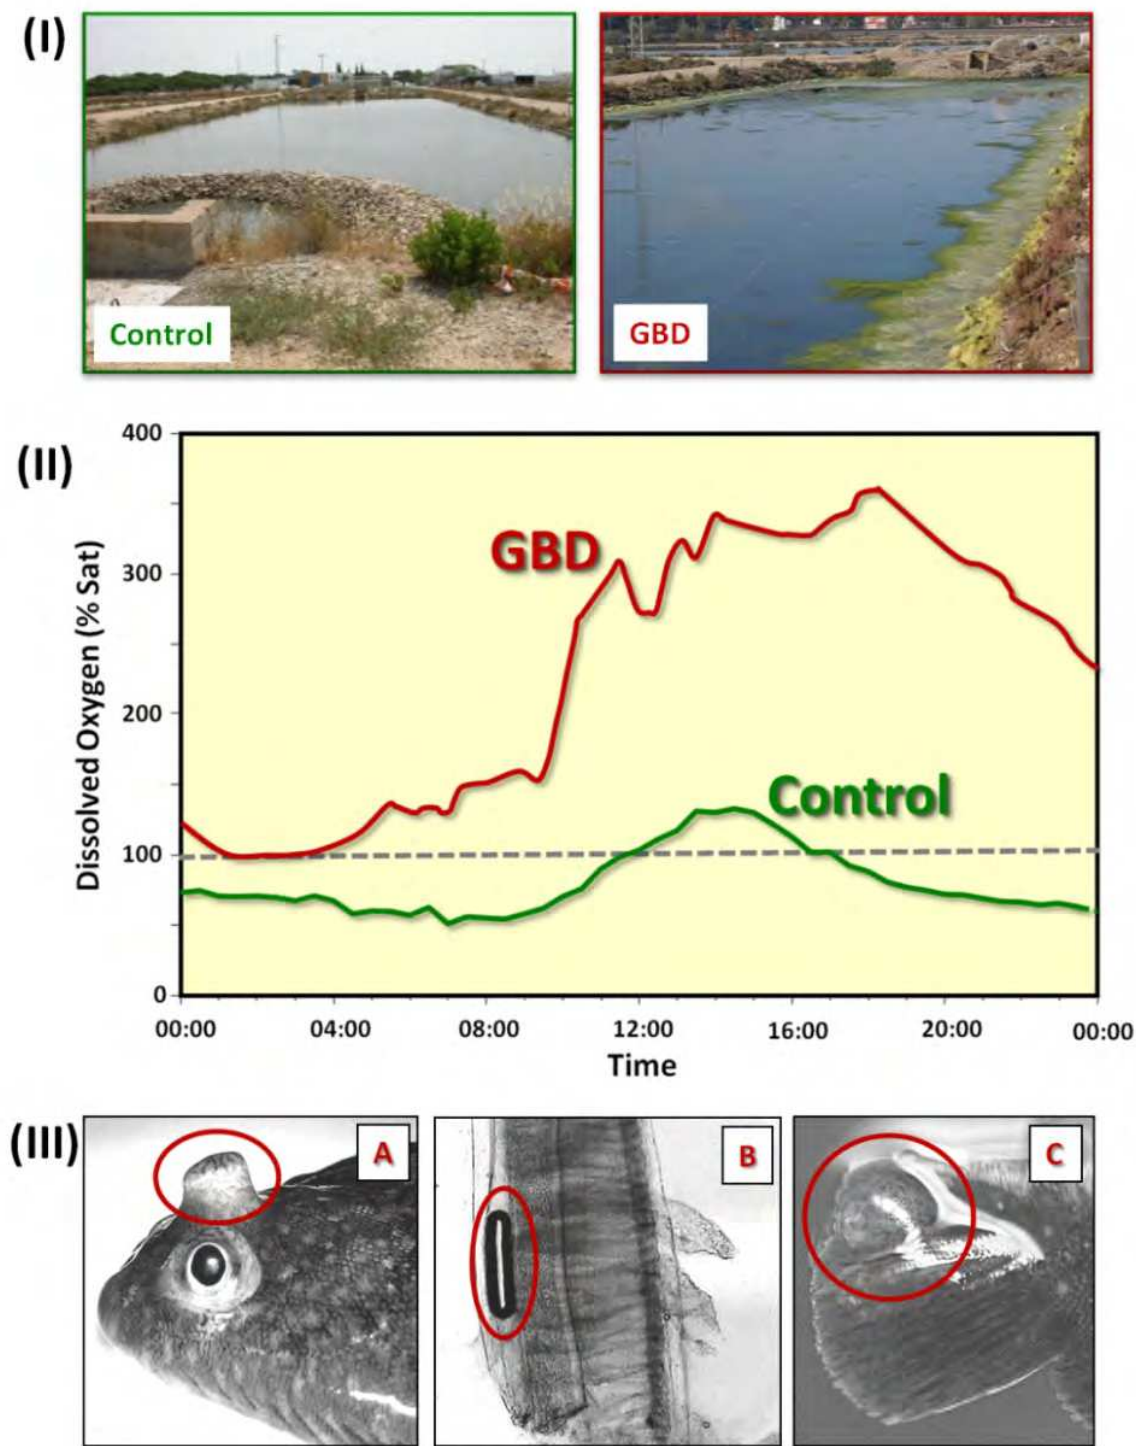 (I)
Control
GBD
(II)
Dissolved Oxygen (% Sat)
400
300
200
100
0
GBD
Control
00:00
04:00
08:00
12:00
16:00
20:00
00:00
Time
(III)
A
B
C